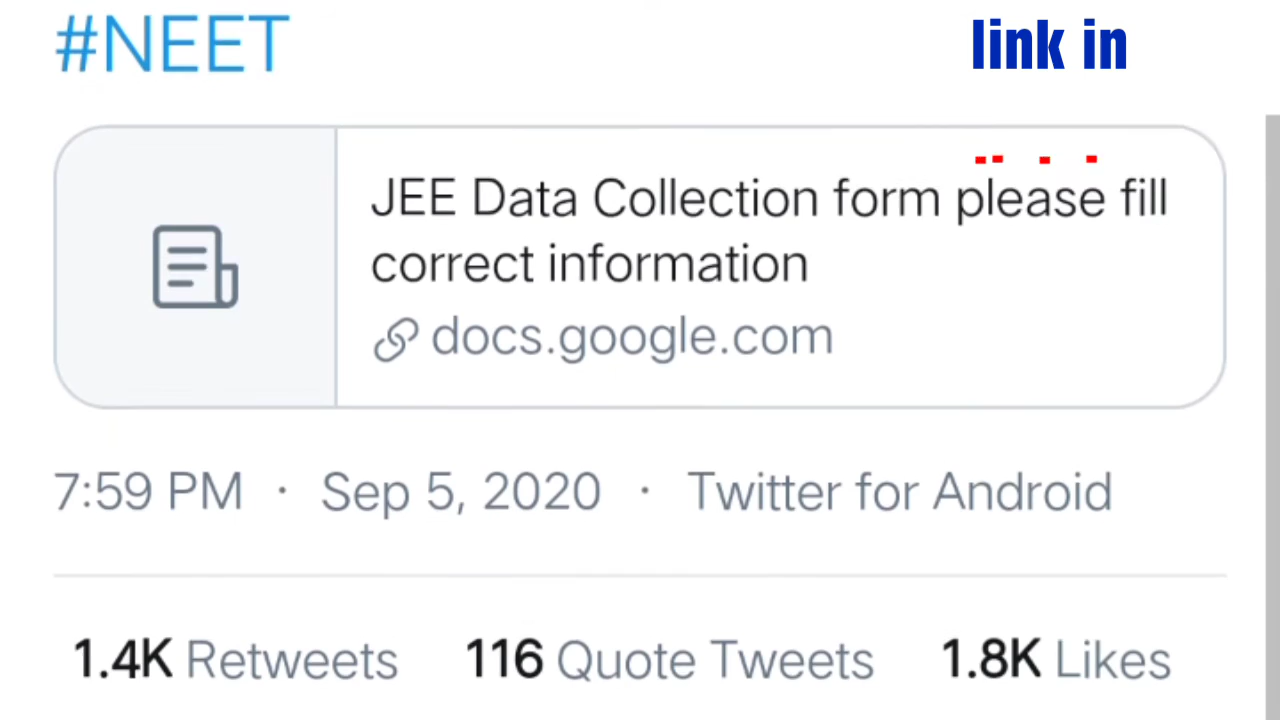 #NEET
link in
JEE Data Collection form please fill
correct information
docs.google.com
7:59 PM · Sep 5, 2020 · Twitter for Android
1.4K Retweets 116 Quote Tweets 1.8K Likes